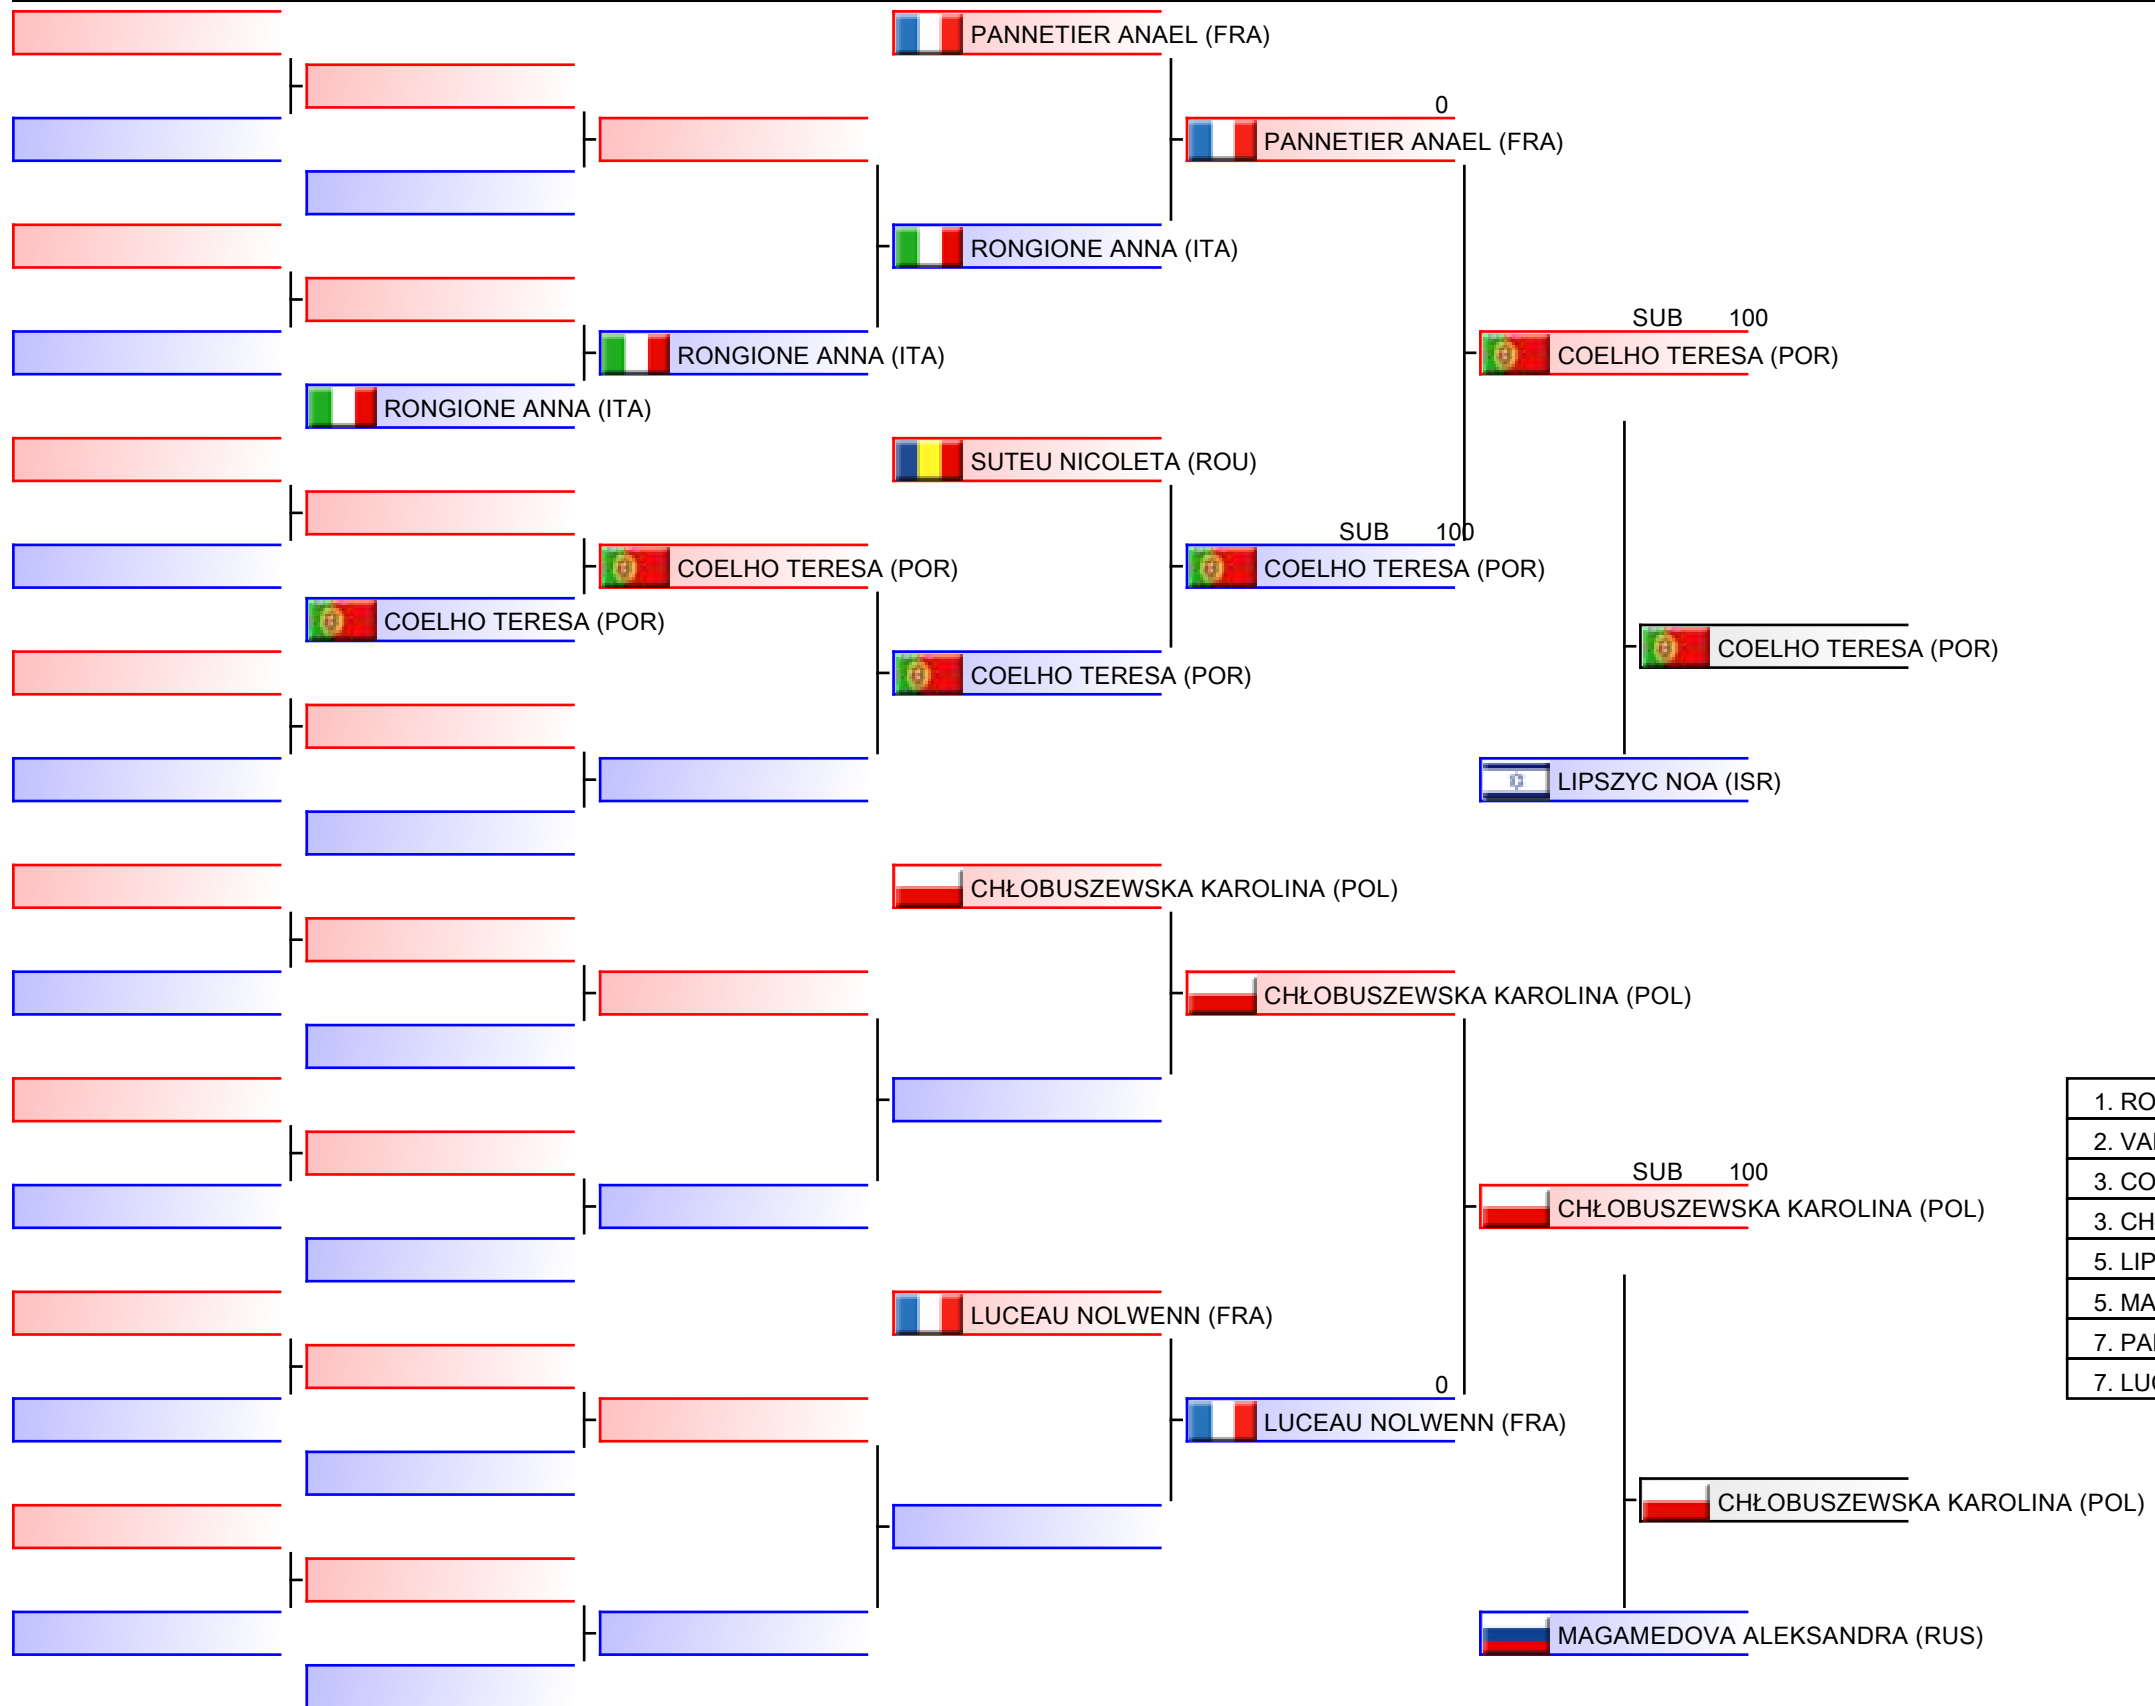 PANNETIER ANAEL (FRA)
0
PANNETIER ANAEL (FRA)
RONGIONE ANNA (ITA)
SUB 100
RONGIONE ANNA (ITA)
COELHO TERESA (POR)
RONGIONE ANNA (ITA)
SUTEU NICOLETA (ROU)
SUB 100
COELHO TERESA (POR)
COELHO TERESA (POR)
COELHO TERESA (POR)
COELHO TERESA (POR)
COELHO TERESA (POR)
LIPSZYC NOA (ISR)
CHŁOBUSZEWSKA KAROLINA (POL)
CHŁOBUSZEWSKA KAROLINA (POL)
1. RO
2. VA
SUB 100
3. CO
CHŁOBUSZEWSKA KAROLINA (POL)
3. CH
5. LIP
LUCEAU NOLWENN (FRA)
5. MA
7. PA
0
7. LU
LUCEAU NOLWENN (FRA)
CHŁOBUSZEWSKA KAROLINA (POL)
MAGAMEDOVA ALEKSANDRA (RUS)